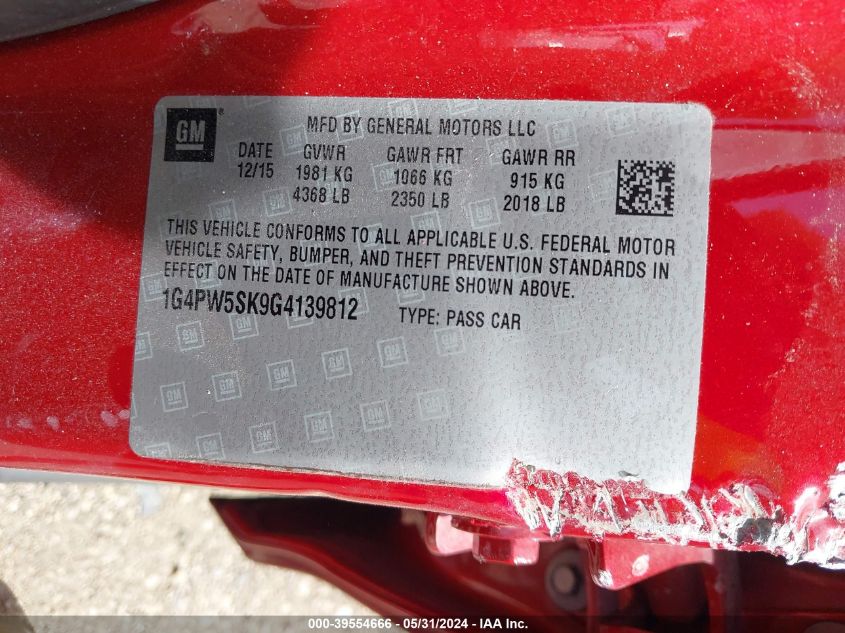 GM ® MFD BY GENERAL MOTORS LLC
DATE GVWR GAWR FRT GAWR RR
12/15 1981 KG 1066 KG 915 KG
4368 LB 2350 LB 2018 LB
THIS VEHICLE CONFORMS TO ALL APPLICABLE U.S. FEDERAL MOTOR
VEHICLE SAFETY, BUMPER, AND THEFT PREVENTION STANDARDS IN
EFFECT ON THE DATE OF MANUFACTURE SHOWN ABOVE.
1G4PW5SK9G4139812 TYPE: PASS CAR
000-39554666 - 05/31/2024 - IAA Inc.